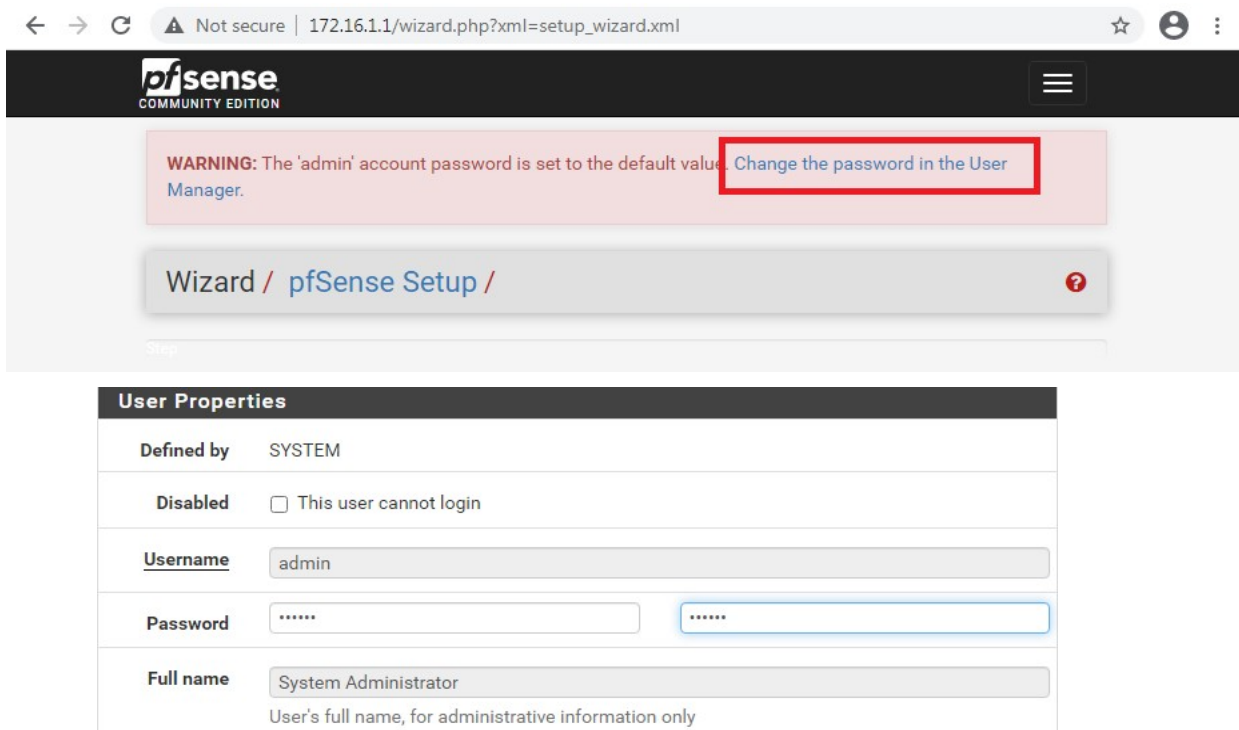 Not secure | 172.16.1.1/wizard.php?xml=setup_wizard.xml
pfsense
COMMUNITY EDITION
WARNING: The 'admin' account password is set to the default value. Change the password in the User
Manager.
Wizard / pfSense Setup /
Step
User Properties
Defined by SYSTEM
Disabled This user cannot login
Username admin
Password •••••• ••••••
Full name System Administrator
User's full name, for administrative information only